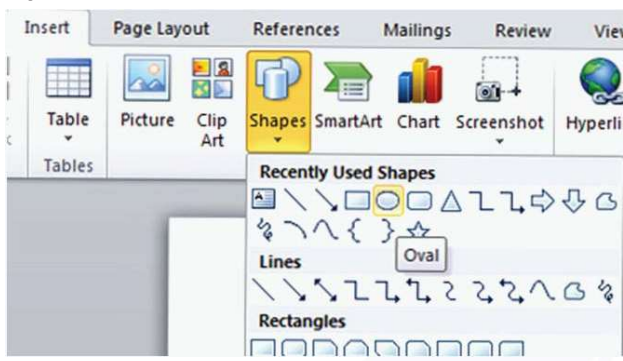 Insert Page Layout References Mailings Review
Table Picture Clip Art Shapes SmartArt Chart Screenshot
Tables
Recently Used Shapes
Oval
Lines
Rectangles